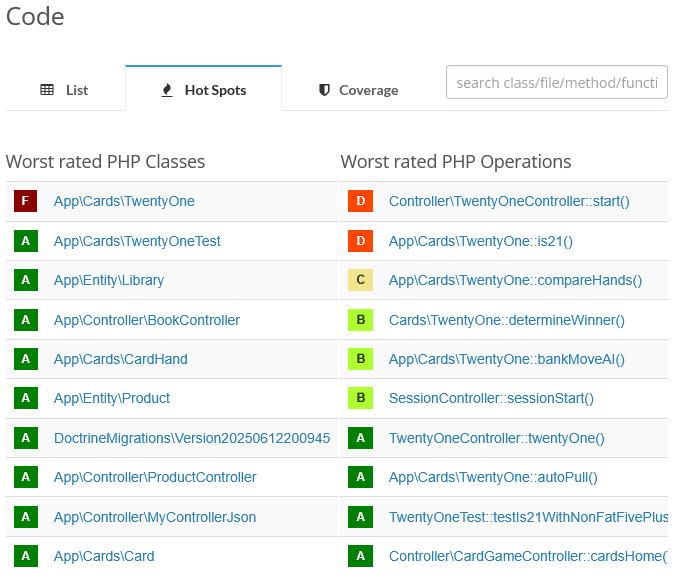 Code
List
Hot Spots
Coverage
search class/file/method/functi
Worst rated PHP Classes
F App\Cards\TwentyOne
A App\Cards\TwentyOneTest
A App\Entity\Library
A App\Controller\BookController
A App\Cards\CardHand
A App\Entity\Product
A DoctrineMigrations\Version20250612200945
A App\Controller\ProductController
A App\Controller\MyControllerJson
A App\Cards\Card
Worst rated PHP Operations
D Controller\TwentyOneController::start()
D App\Cards\TwentyOne::is21()
C App\Cards\TwentyOne::compareHands()
B Cards\TwentyOne::determineWinner()
B App\Cards\TwentyOne::bankMoveAI()
B SessionController::sessionStart()
A TwentyOneController::twentyOne()
A App\Cards\TwentyOne::autoPull()
A TwentyOneTest::testIs21WithNonFatFivePlus
A Controller\CardGameController::cardsHome(